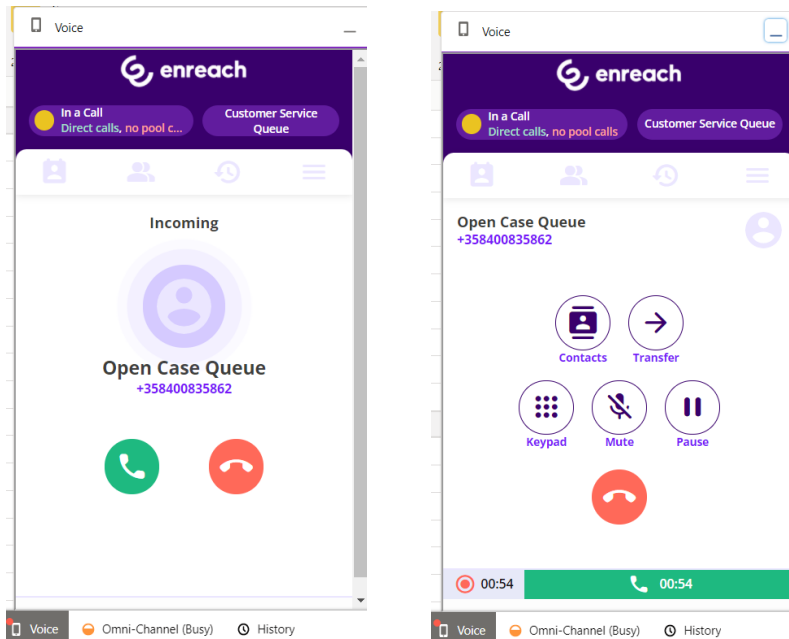 Voice
enreach
In a Call
Direct calls, no pool c...
Customer Service
Queue
Incoming
Open Case Queue
+358400835862
Voice
Omni-Channel (Busy)
History
Voice
enreach
In a Call
Direct calls, no pool calls
Customer Service Queue
Open Case Queue
+358400835862
Contacts
Transfer
Keypad
Mute
Pause
00:54
00:54
Voice
Omni-Channel (Busy)
History